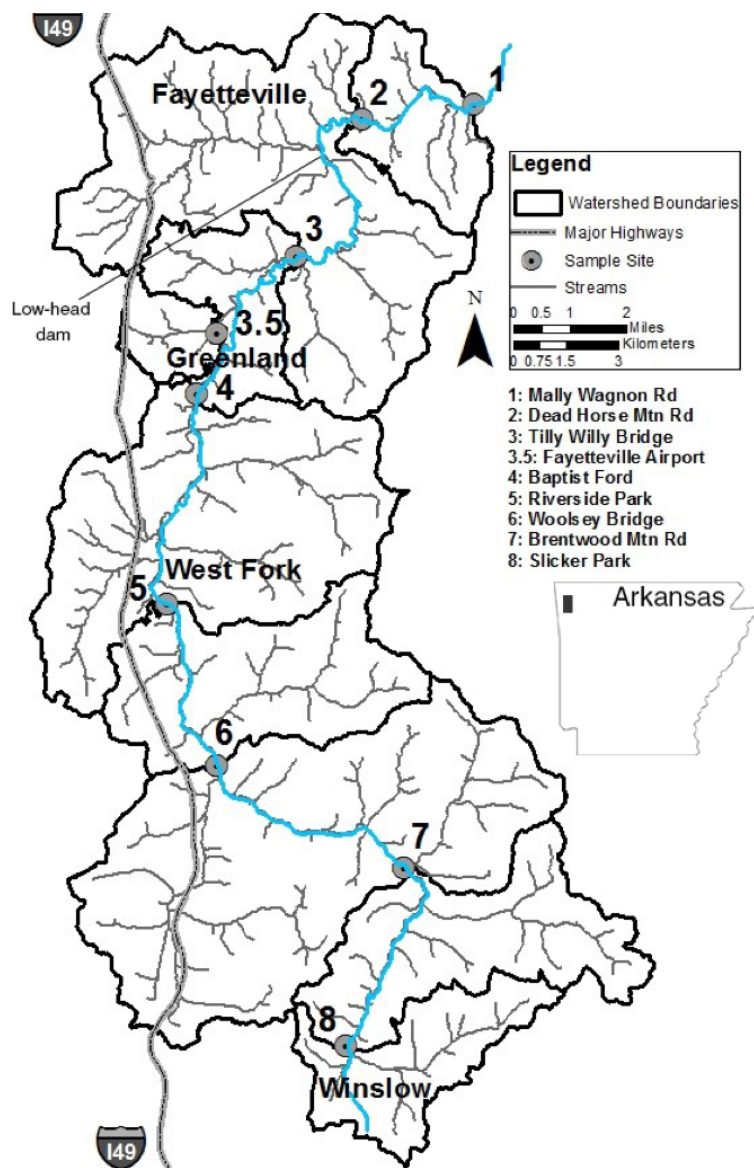 I49
Fayetteville
2
1
Legend
Watershed Boundaries
Major Highways
Sample Site
Streams
0 0.5 1 2
Miles
Kilometers
0 0.75 1.5 3
3
Low-head
dam
N
3.5
Greenland
4
1: Mally Wagnon Rd
2: Dead Horse Mtn Rd
3: Tilly Willy Bridge
3.5: Fayetteville Airport
4: Baptist Ford
5: Riverside Park
6: Woolsey Bridge
7: Brentwood Mtn Rd
8: Slicker Park
West Fork
5
Arkansas
6
7
8
Winslow
I49